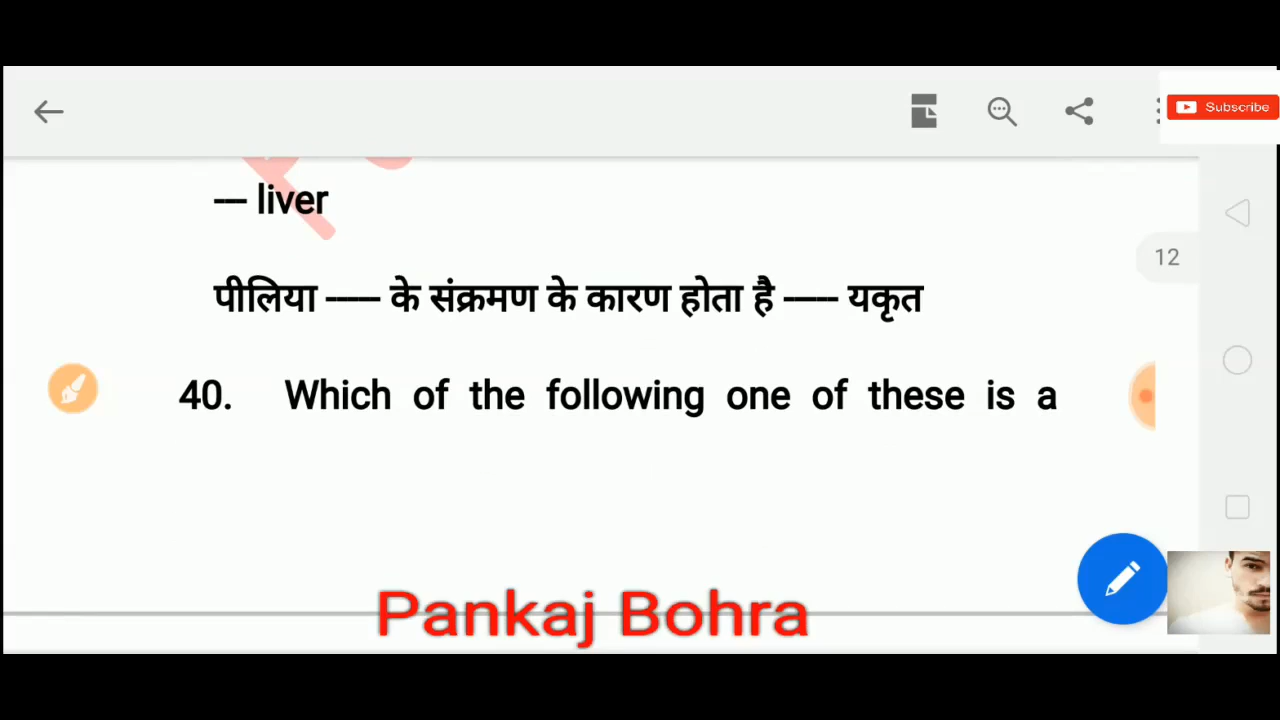 Subscribe
--- liver
12
पीलिया ----- के संक्रमण के कारण होता है ----- यकृत
40. Which of the following one of these is a
Pankaj Bohra